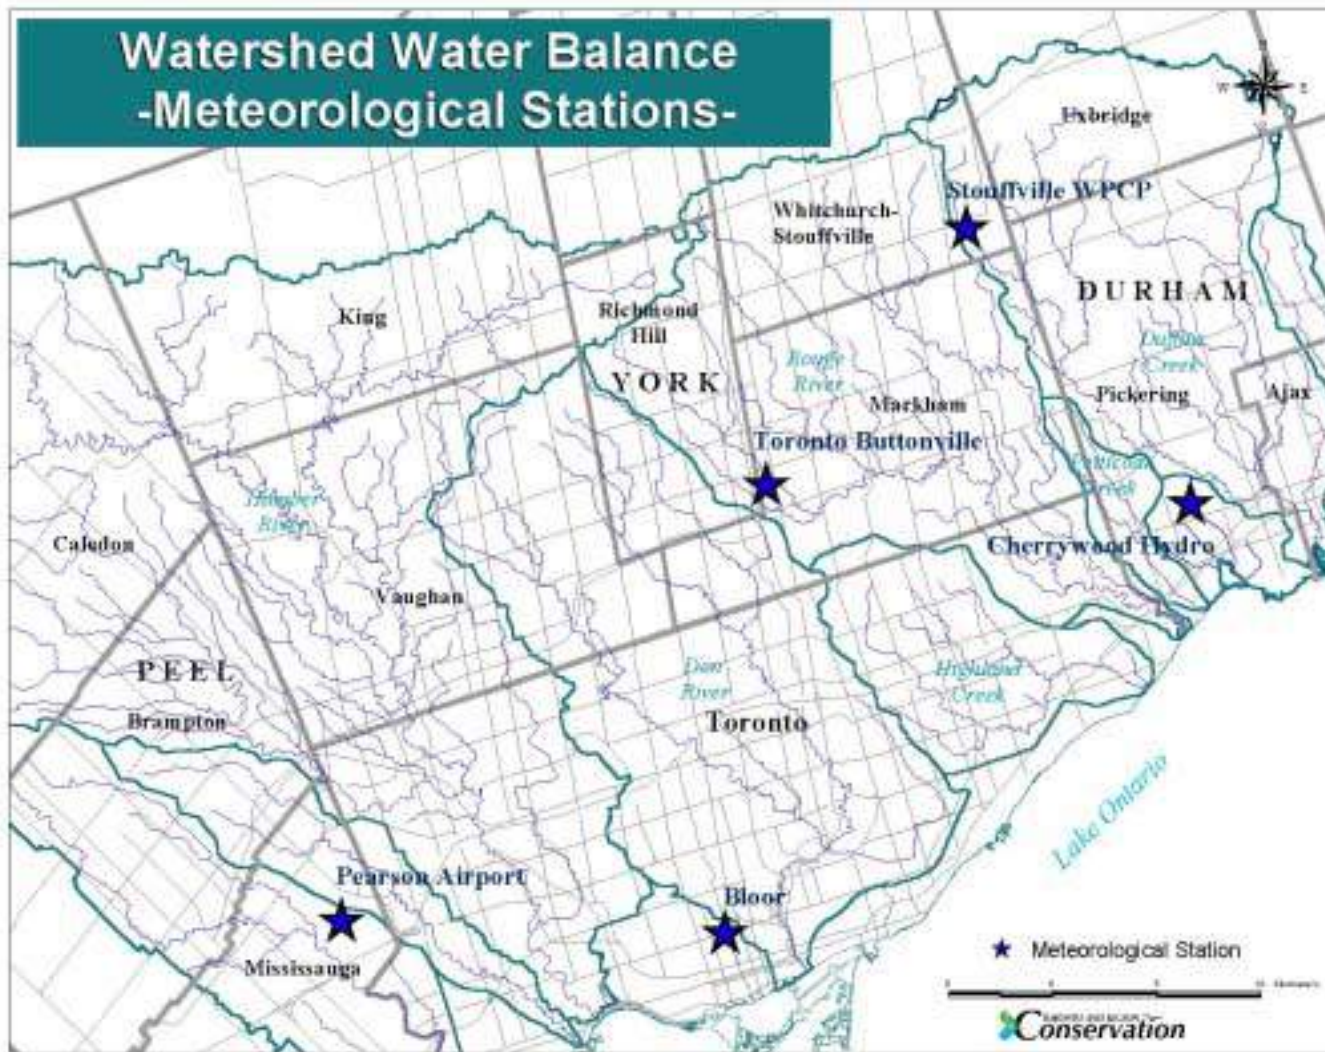 Watershed Water Balance
-Meteorological Stations-
W
E
Uxbridge
Stouffville WPCP
Whitchurch-
Stouffville
DURHAM
King
Richmond
Hill
YORK
Rouge
River
Duffins
Creek
Pickering
Ajax
Markham
Toronto Buttonville
Petticoat
Creek
Humber
River
Caledon
Cherrywood Hydro
Vaughan
PEEL
Brampton
Don
River
Highland
Creek
Toronto
Lake Ontario
Pearson Airport
Bloor
Mississauga
Meteorological Station
Conservation